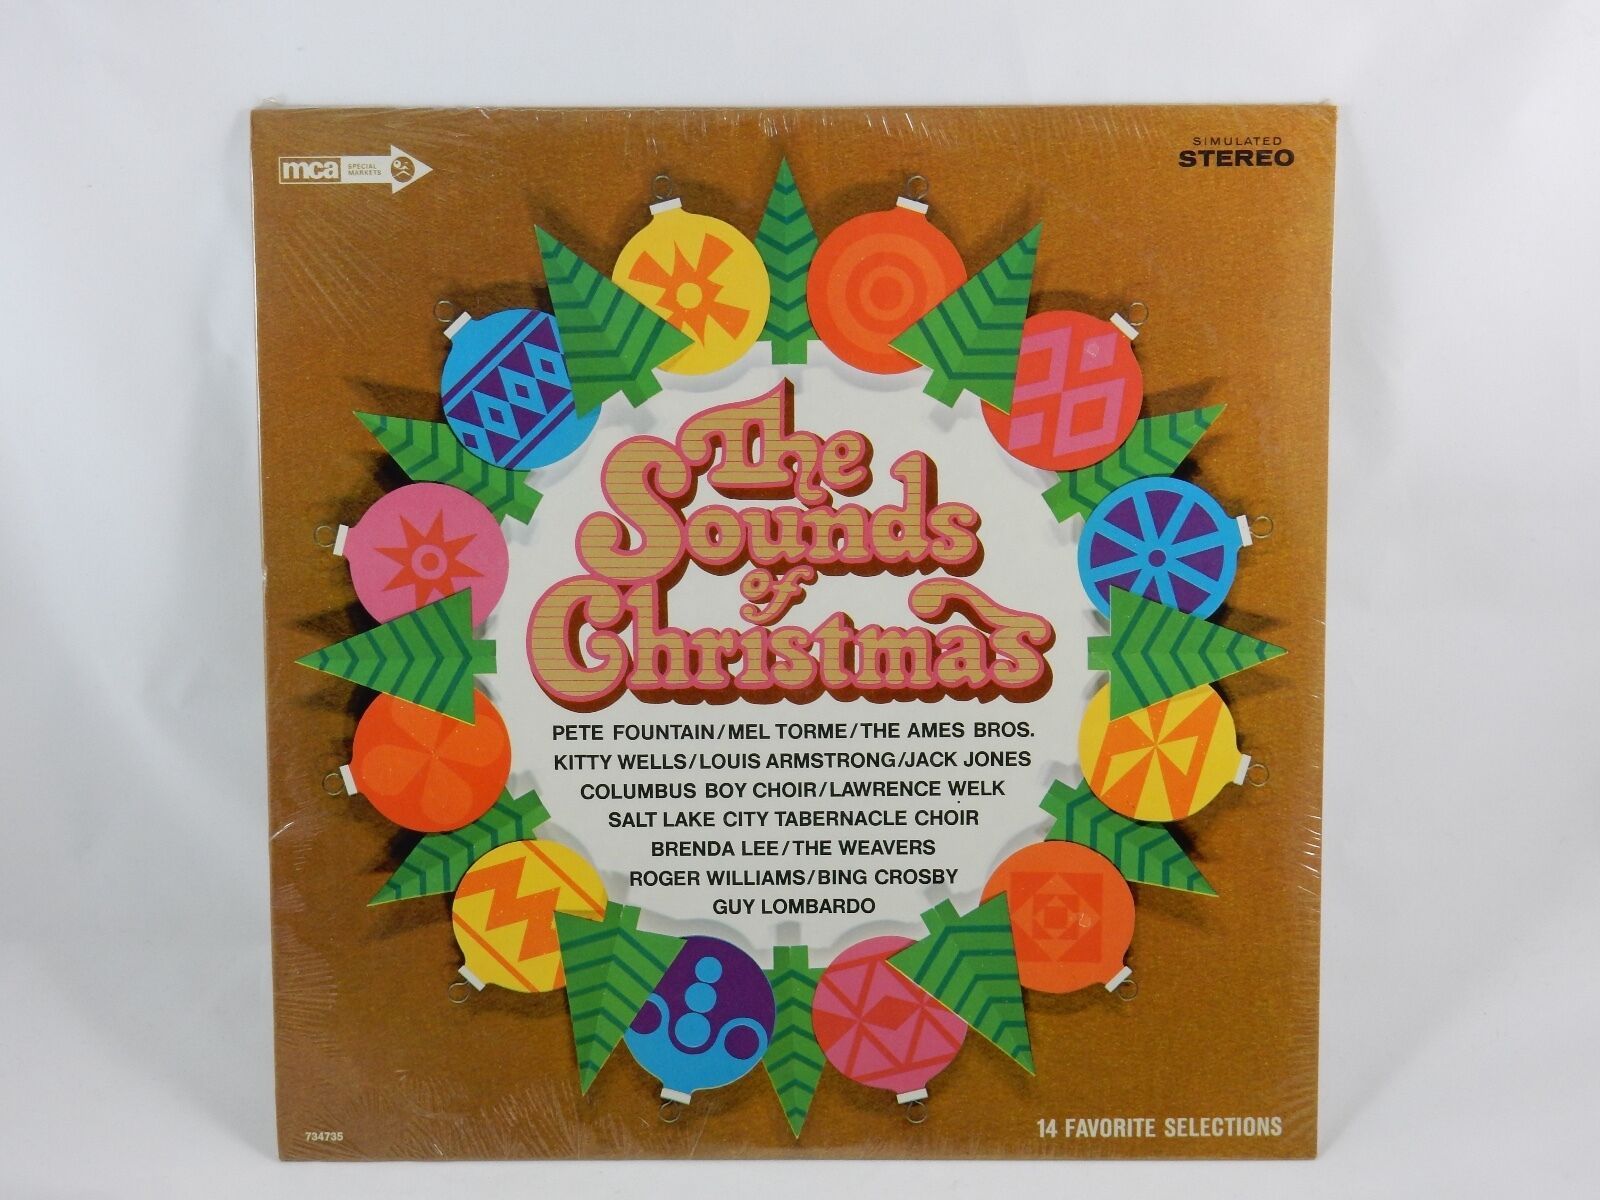 mca SPECIAL MARKETS
SIMULATED
STEREO
The
Sounds
of
Christmas
PETE FOUNTAIN/MEL TORME/THE AMES BROS.
KITTY WELLS/LOUIS ARMSTRONG/JACK JONES
COLUMBUS BOY CHOIR/LAWRENCE WELK
SALT LAKE CITY TABERNACLE CHOIR
BRENDA LEE/THE WEAVERS
ROGER WILLIAMS/BING CROSBY
GUY LOMBARDO
734735
14 FAVORITE SELECTIONS